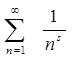 ∞
∑ 1/n^s
n=1